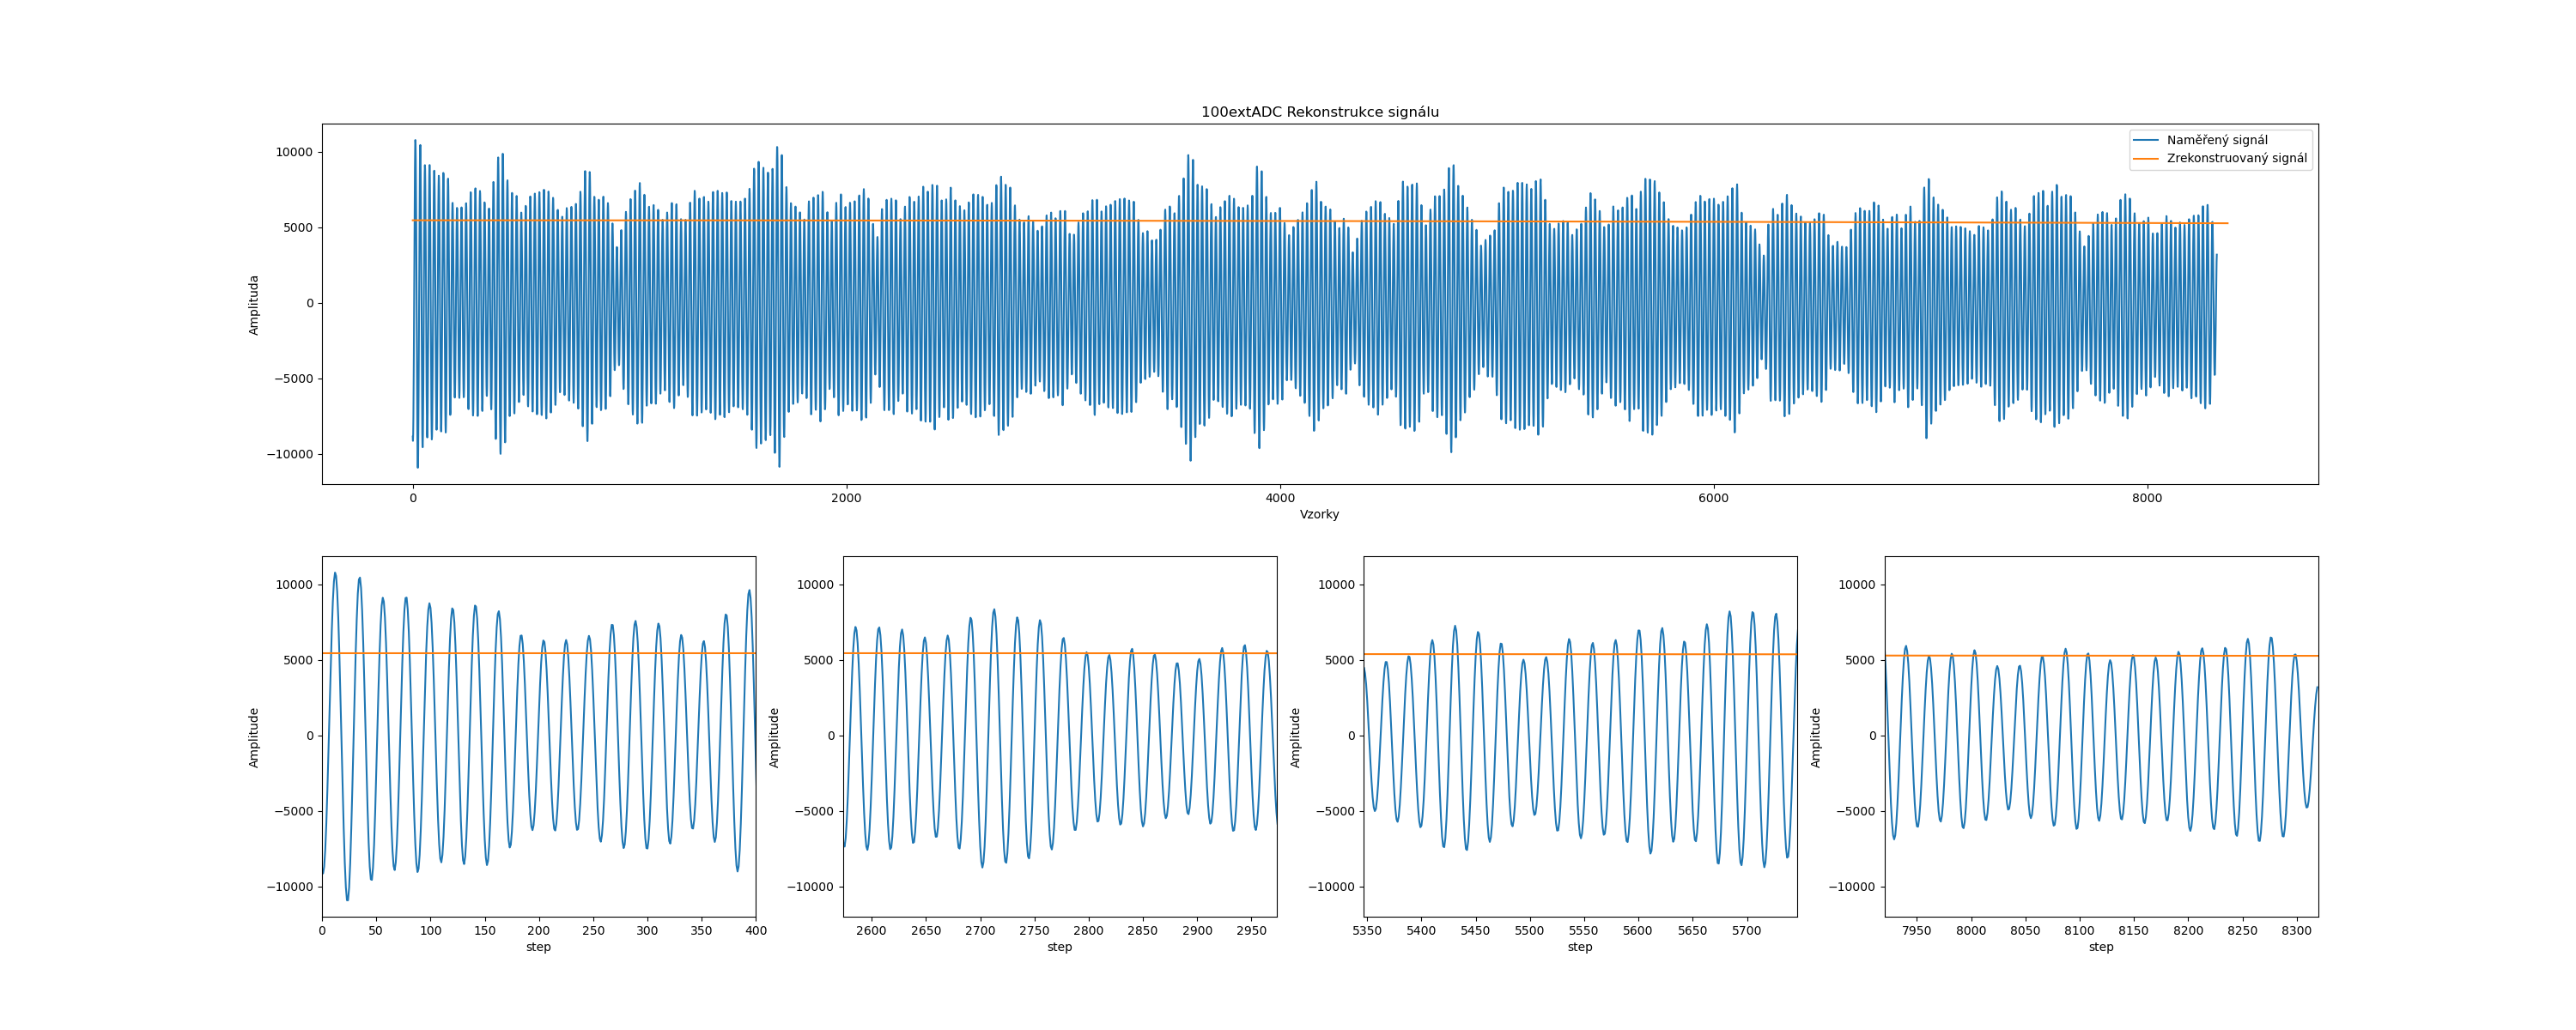 100extADC Rekonstrukce signálu
Naměřený signál
Zrekonstruovaný signál
Amplituda
10000
5000
0
−5000
−10000
0 2000 4000 6000 8000
Vzorky
Amplitude
10000
5000
0
−5000
−10000
0 50 100 150 200 250 300 350 400
step
Amplitude
10000
5000
0
−5000
−10000
2600 2650 2700 2750 2800 2850 2900 2950
step
Amplitude
10000
5000
0
−5000
−10000
5350 5400 5450 5500 5550 5600 5650 5700
step
Amplitude
10000
5000
0
−5000
−10000
7950 8000 8050 8100 8150 8200 8250 8300
step